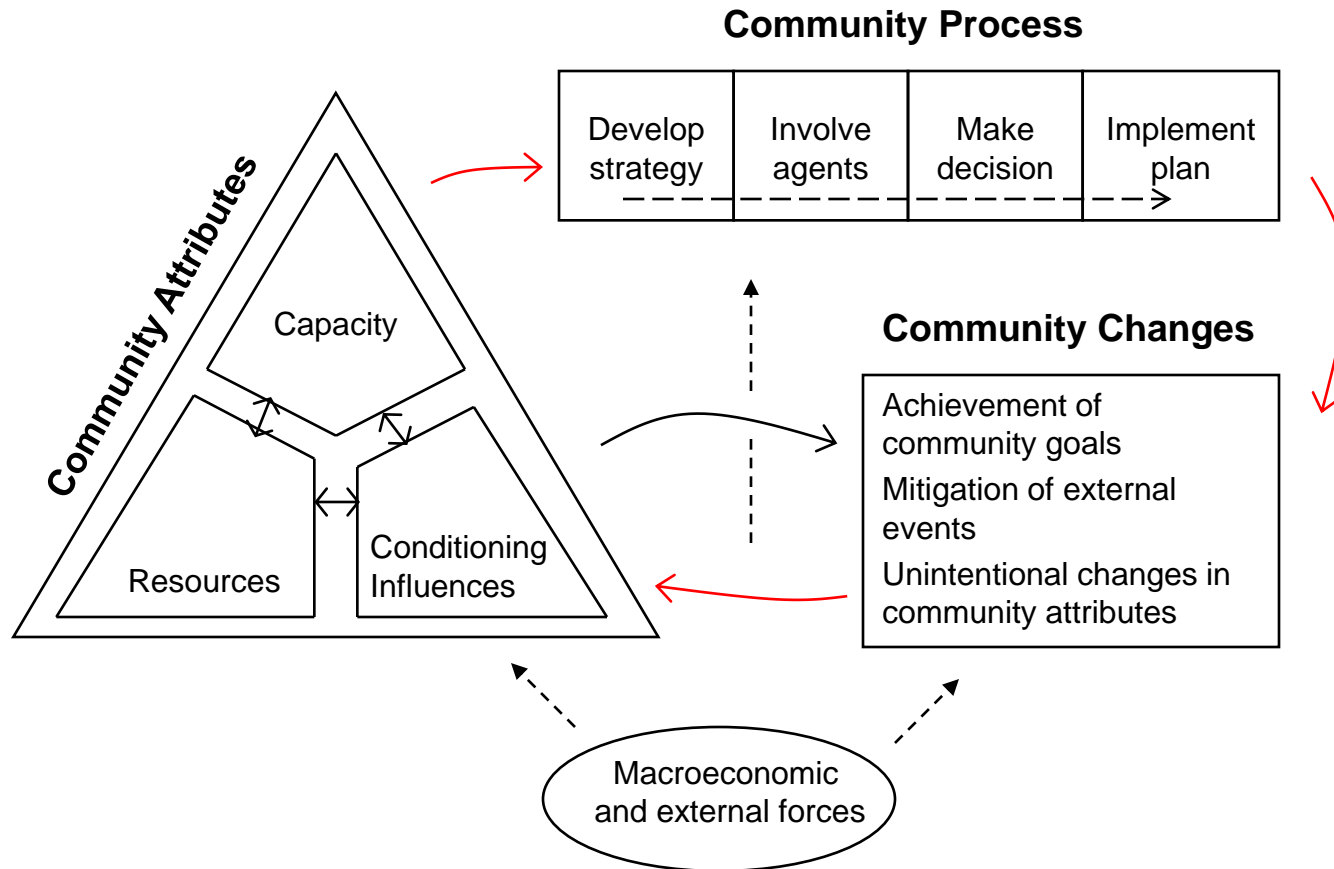 Community Process
Develop
strategy
Involve
agents
Make
decision
Implement
plan
Community Attributes
Capacity
Resources
Conditioning
Influences
Community Changes
Achievement of
community goals
Mitigation of external
events
Unintentional changes in
community attributes
Macroeconomic
and external forces